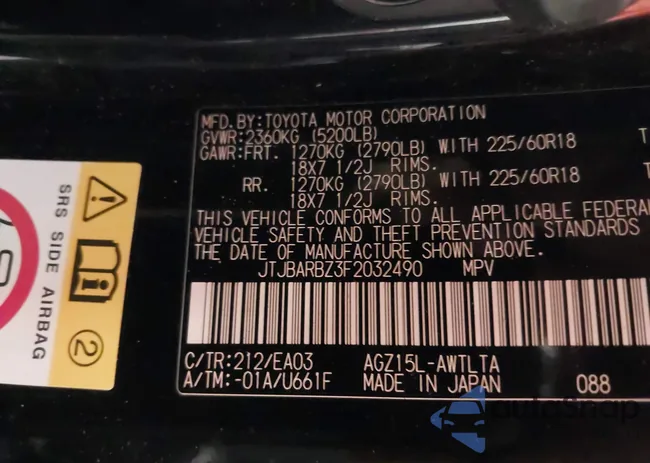 MFD. BY:TOYOTA MOTOR CORPORATION
GVWR:2360KG (5200LB)
GAWR:FRT. 1270KG (2790LB) WITH 225/60R18
18X7 1/2J RIMS.
RR. 1270KG (2790LB) WITH 225/60R18
18X7 1/2J RIMS.
THIS VEHICLE CONFORMS TO ALL APPLICABLE FEDERA
VEHICLE SAFETY AND THEFT PREVENTION STANDARDS
THE DATE OF MANUFACTURE SHOWN ABOVE.
JTJBARBZ3F2032490 MPV
C/TR:212/EA03 AGZ15L-AWTLTA
A/TM:-01A/U661F MADE IN JAPAN 088
SRS SIDE AIRBAG
2
autosnap